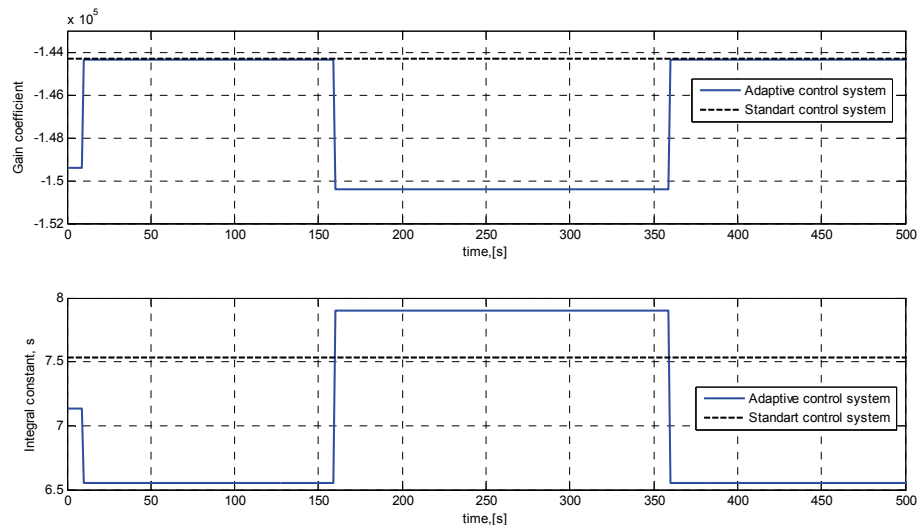 x 10⁵
-1.44
-1.46
-1.48
-1.5
-1.52
Gain coefficient
Adaptive control system
Standart control system
0 50 100 150 200 250 300 350 400 450 500
time,[s]
8
7.5
7
6.5
Integral constant, s
Adaptive control system
Standart control system
0 50 100 150 200 250 300 350 400 450 500
time,[s]